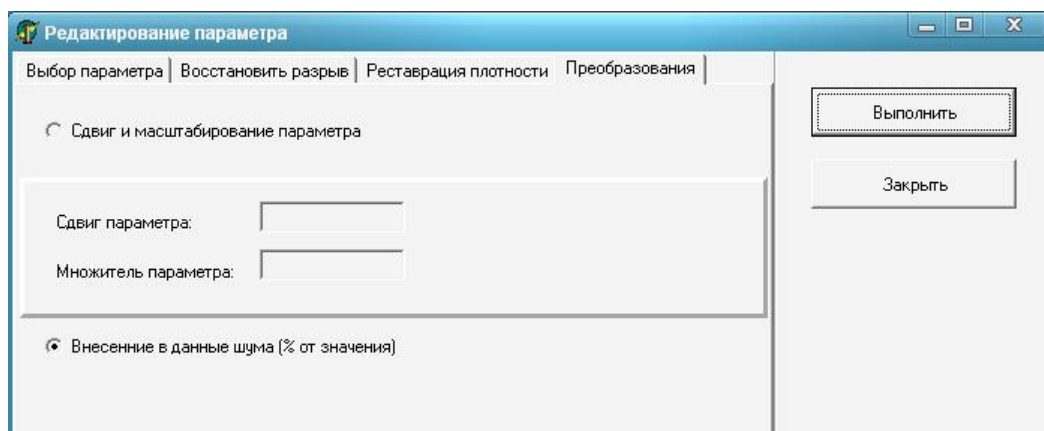 Редактирование параметра
Выбор параметра Восстановить разрыв Реставрация плотности Преобразования
Сдвиг и масштабирование параметра
Выполнить
Закрыть
Сдвиг параметра:
Множитель параметра:
Внесенние в данные шума (% от значения)